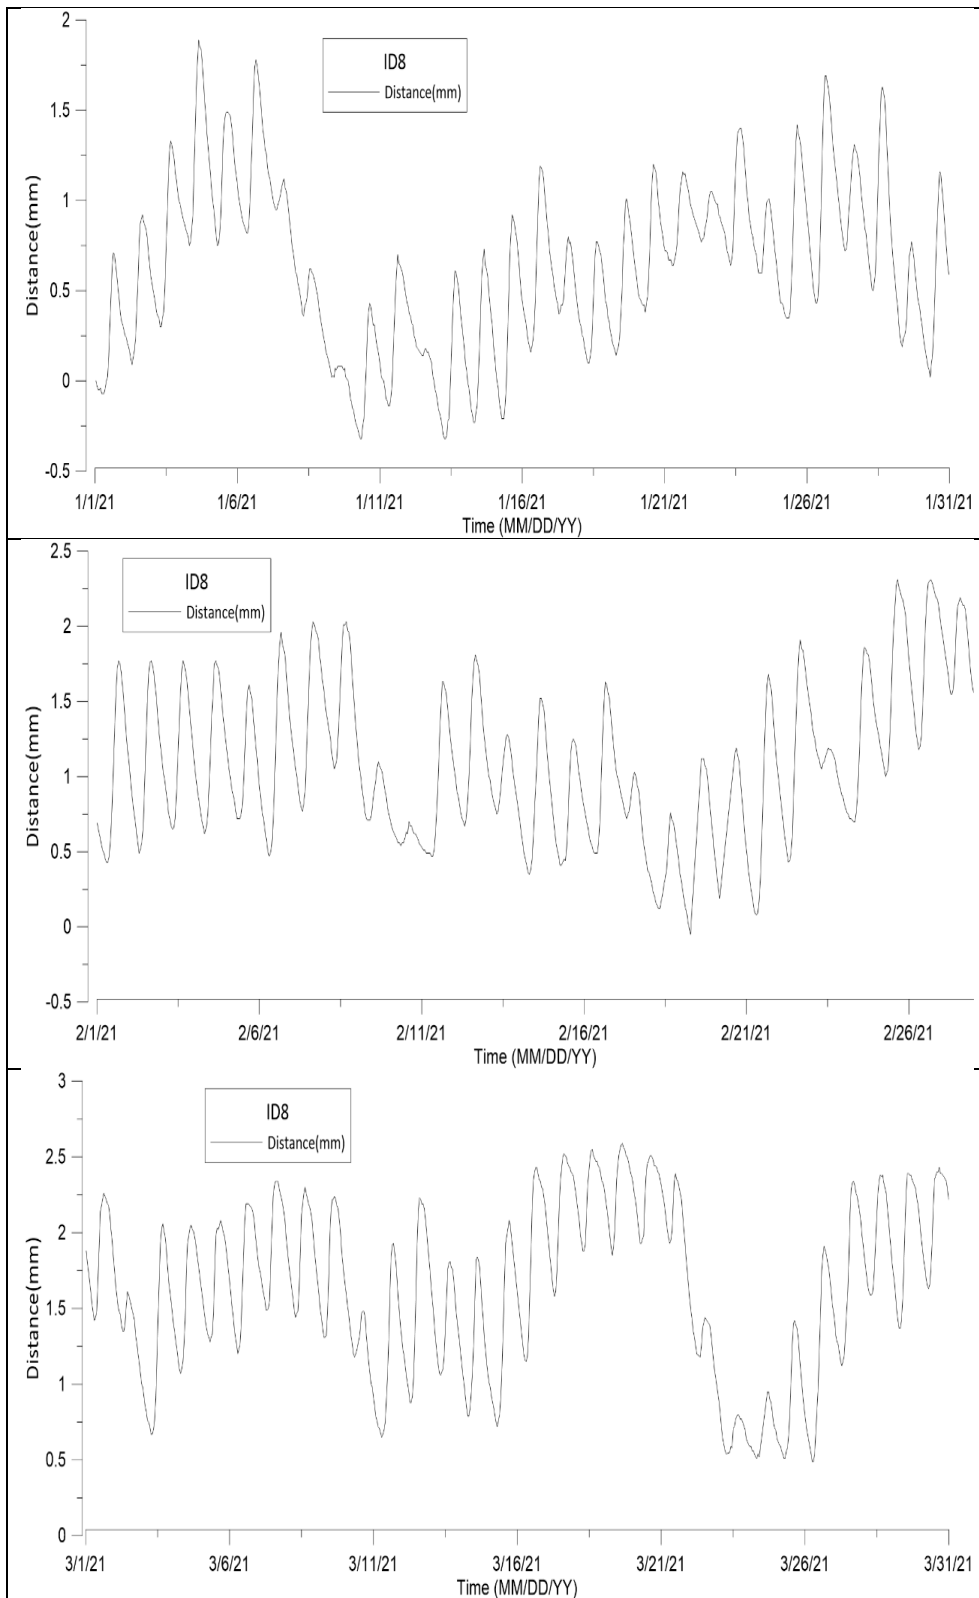 2
ID8
Distance(mm)
1.5
1
0.5
0
-0.5
Distance(mm)
1/1/21 1/6/21 1/11/21 1/16/21 1/21/21 1/26/21 1/31/21
Time (MM/DD/YY)
2.5
ID8
Distance(mm)
2
1.5
1
0.5
0
-0.5
Distance(mm)
2/1/21 2/6/21 2/11/21 2/16/21 2/21/21 2/26/21
Time (MM/DD/YY)
3
ID8
Distance(mm)
2.5
2
1.5
1
0.5
0
Distance(mm)
3/1/21 3/6/21 3/11/21 3/16/21 3/21/21 3/26/21 3/31/21
Time (MM/DD/YY)